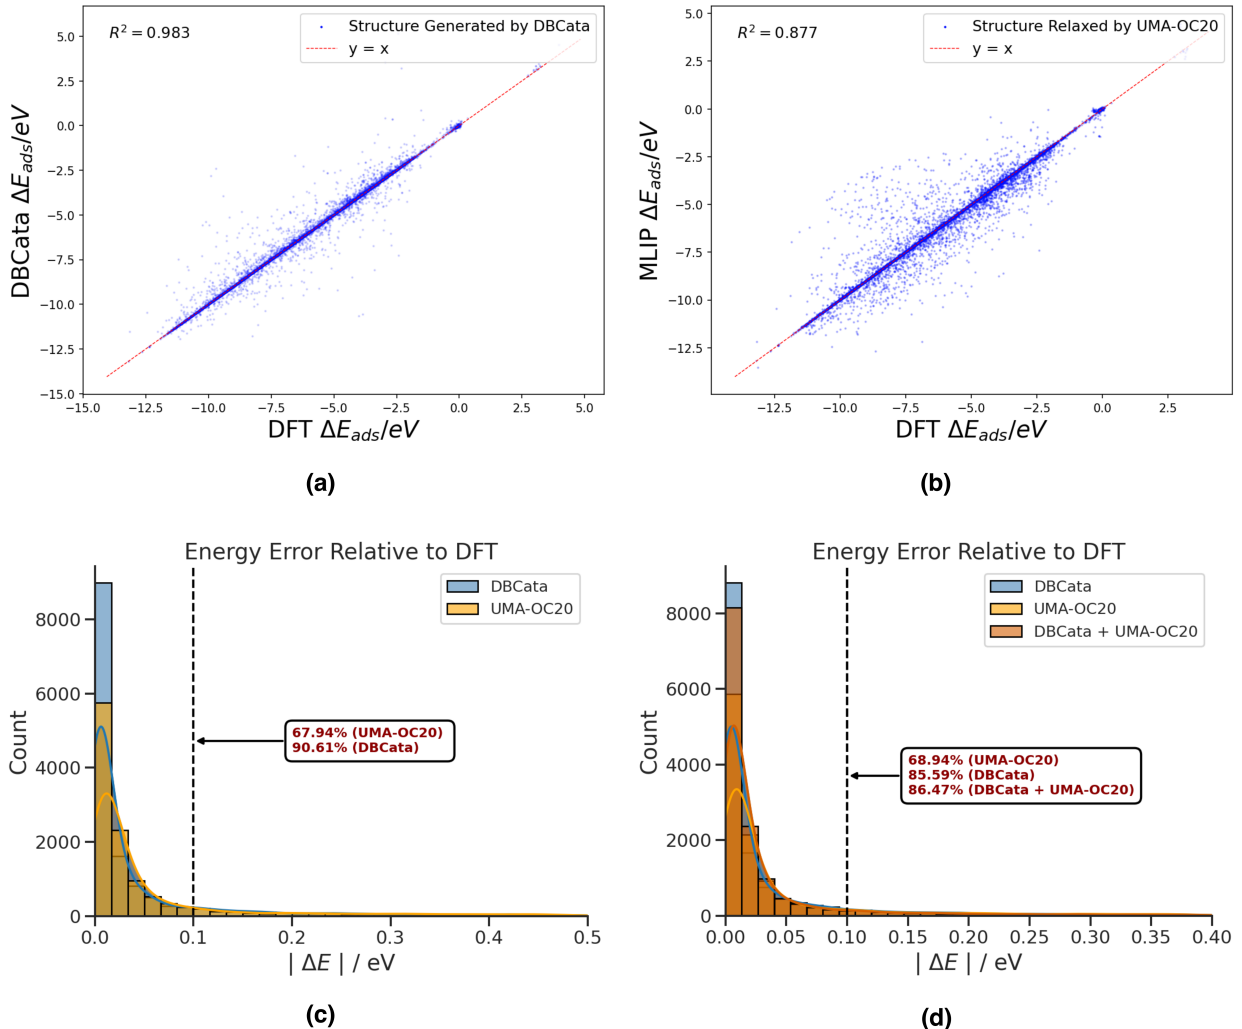 R² = 0.983
Structure Generated by DBCata
y = x
5.0
2.5
0.0
−2.5
−5.0
−7.5
−10.0
−12.5
−15.0
DBCata ΔE_ads/eV
−15.0 −12.5 −10.0 −7.5 −5.0 −2.5 0.0 2.5 5.0
DFT ΔE_ads/eV
(a)
R² = 0.877
Structure Relaxed by UMA-OC20
y = x
5.0
2.5
0.0
−2.5
−5.0
−7.5
−10.0
−12.5
MLIP ΔE_ads/eV
−12.5 −10.0 −7.5 −5.0 −2.5 0.0 2.5
DFT ΔE_ads/eV
(b)
Energy Error Relative to DFT
DBCata
UMA-OC20
8000
6000
4000
2000
0
Count
67.94% (UMA-OC20)
90.61% (DBCata)
0.0 0.1 0.2 0.3 0.4 0.5
| ΔE | / eV
(c)
Energy Error Relative to DFT
DBCata
UMA-OC20
DBCata + UMA-OC20
8000
6000
4000
2000
0
Count
68.94% (UMA-OC20)
85.59% (DBCata)
86.47% (DBCata + UMA-OC20)
0.00 0.05 0.10 0.15 0.20 0.25 0.30 0.35 0.40
| ΔE | / eV
(d)